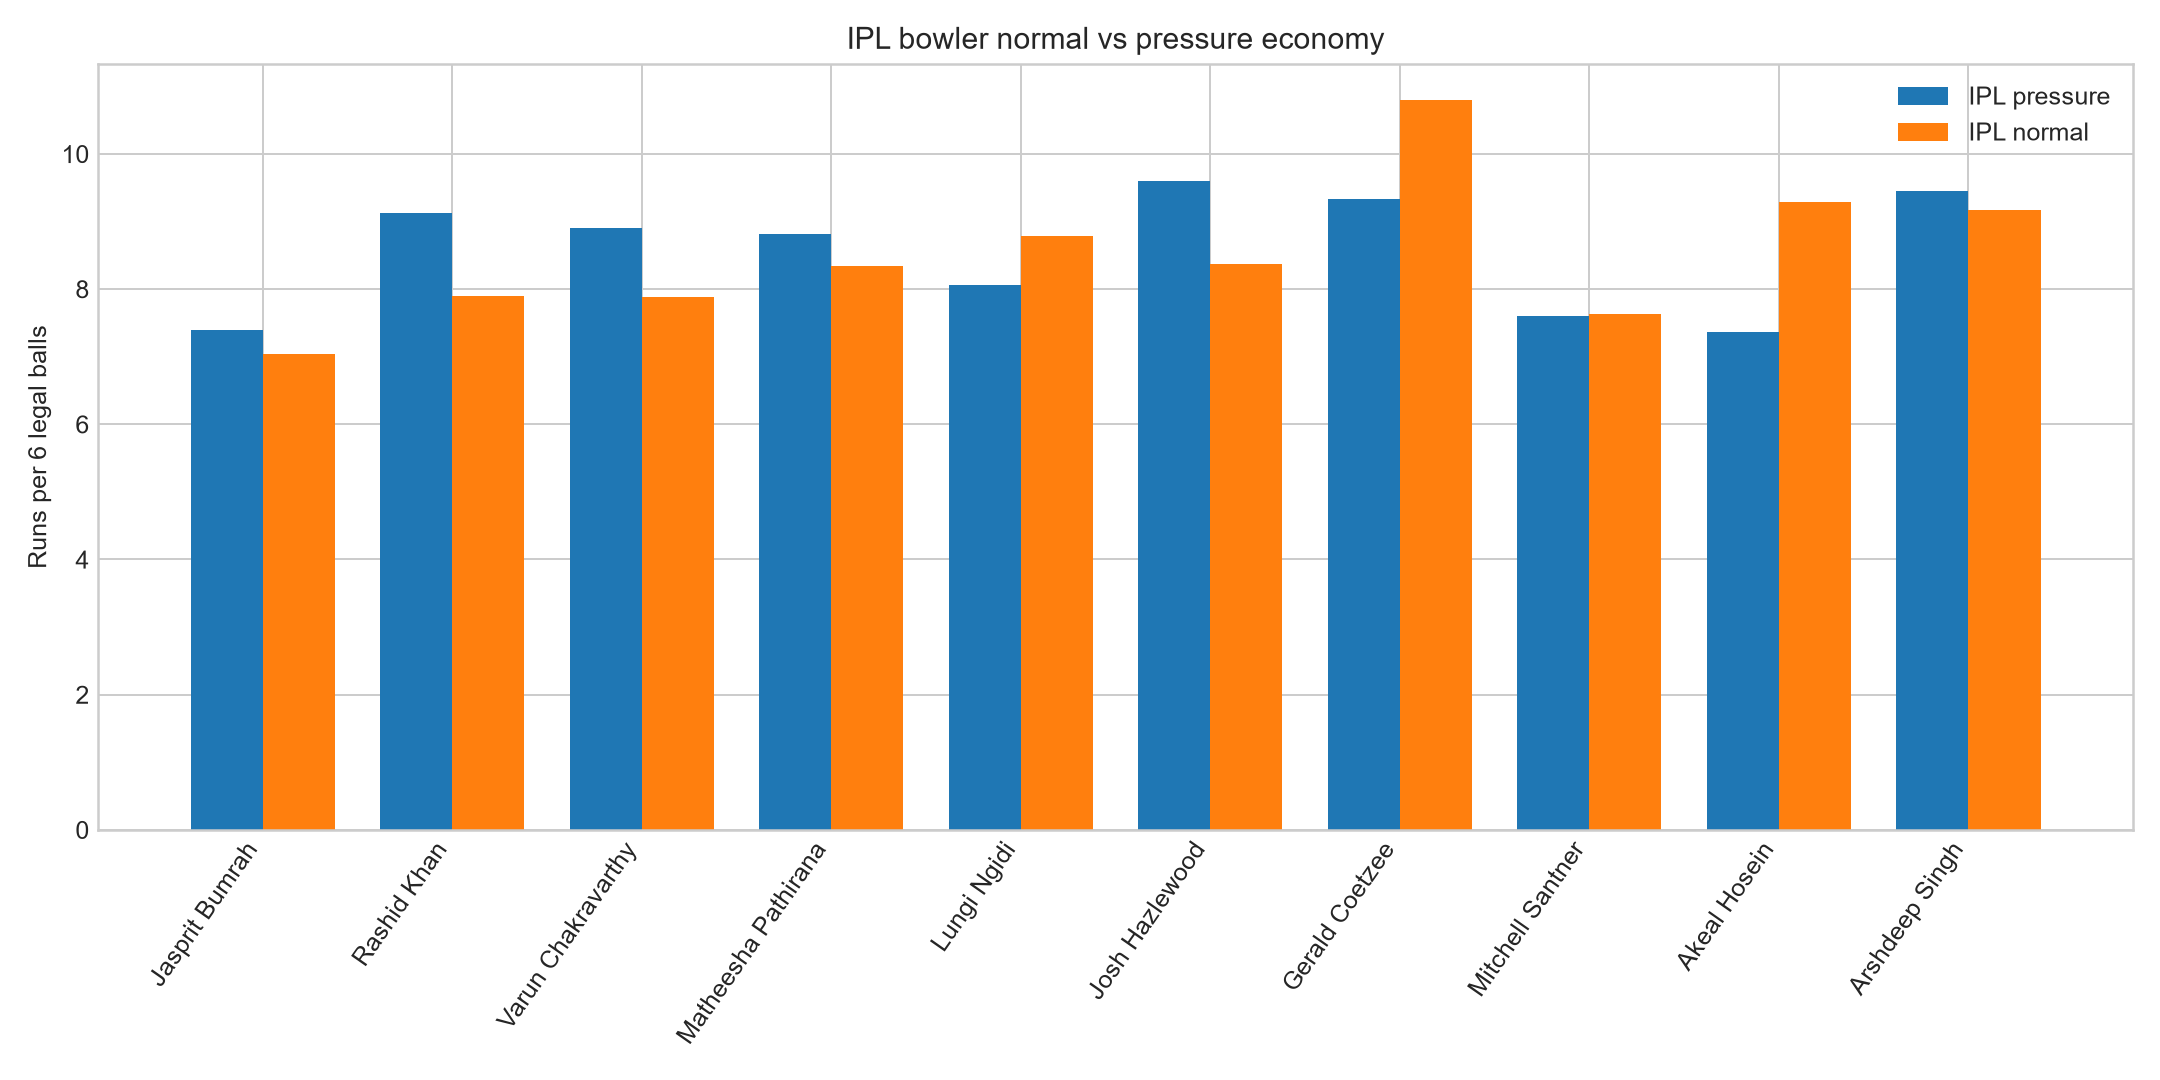 IPL bowler normal vs pressure economy
IPL pressure
IPL normal
Runs per 6 legal balls
10
8
6
4
2
0
Jasprit Bumrah
Rashid Khan
Varun Chakravarthy
Matheesha Pathirana
Lungi Ngidi
Josh Hazlewood
Gerald Coetzee
Mitchell Santner
Akeal Hosein
Arshdeep Singh